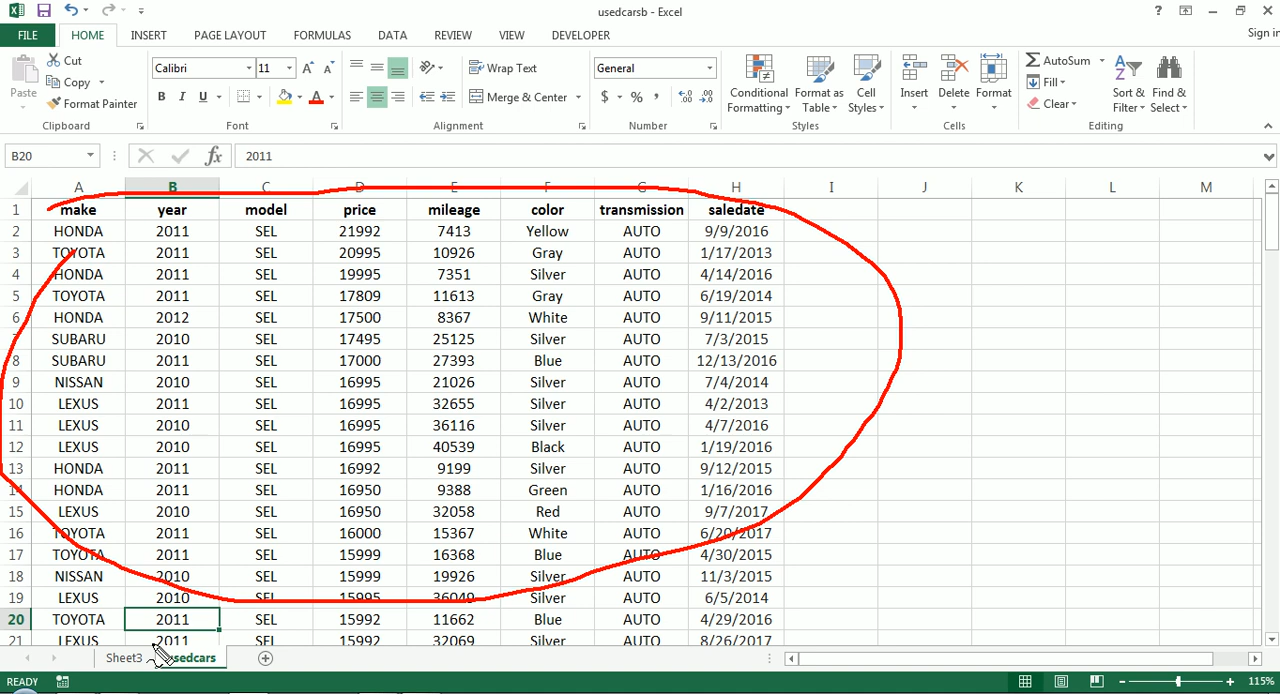 usedcarsb - Excel
FILE HOME INSERT PAGE LAYOUT FORMULAS DATA REVIEW VIEW DEVELOPER Sign in
Paste Cut Copy Format Painter
Calibri 11
B I U A A A
Wrap Text
Merge & Center
General
$ % ,
Conditional Formatting Format as Table Cell Styles
Insert Delete Format
AutoSum Fill Clear
Sort & Filter Find & Select
Clipboard Font Alignment Number Styles Cells Editing
B20 fx 2011
A B C D E F G H I J K L M
1 make year model price mileage color transmission saledate
2 HONDA 2011 SEL 21992 7413 Yellow AUTO 9/9/2016
3 TOYOTA 2011 SEL 20995 10926 Gray AUTO 1/17/2013
4 HONDA 2011 SEL 19995 7351 Silver AUTO 4/14/2016
5 TOYOTA 2011 SEL 17809 11613 Gray AUTO 6/19/2014
6 HONDA 2012 SEL 17500 8367 White AUTO 9/11/2015
7 SUBARU 2010 SEL 17495 25125 Silver AUTO 7/3/2015
8 SUBARU 2011 SEL 17000 27393 Blue AUTO 12/13/2016
9 NISSAN 2010 SEL 16995 21026 Silver AUTO 7/4/2014
10 LEXUS 2010 SEL 16995 32655 Silver AUTO 4/2/2013
11 LEXUS 2010 SEL 16995 36116 Silver AUTO 4/7/2016
12 LEXUS 2010 SEL 16995 40539 Black AUTO 1/19/2016
13 HONDA 2011 SEL 16992 9199 Silver AUTO 9/12/2015
14 HONDA 2011 SEL 16950 9388 Green AUTO 1/16/2016
15 LEXUS 2010 SEL 16950 32058 Red AUTO 9/7/2017
16 TOYOTA 2011 SEL 16000 15367 White AUTO 6/20/2017
17 TOYOTA 2011 SEL 15999 16368 Blue AUTO 4/30/2015
18 NISSAN 2010 SEL 15999 19926 Silver AUTO 11/3/2015
19 LEXUS 2010 SEL 15995 36049 Silver AUTO 6/5/2014
20 TOYOTA 2011 SEL 15992 11662 Blue AUTO 4/29/2016
21 LEXUS 2011 SEL 15992 32069 Silver AUTO 8/26/2017
Sheet3 usedcars
READY 115%